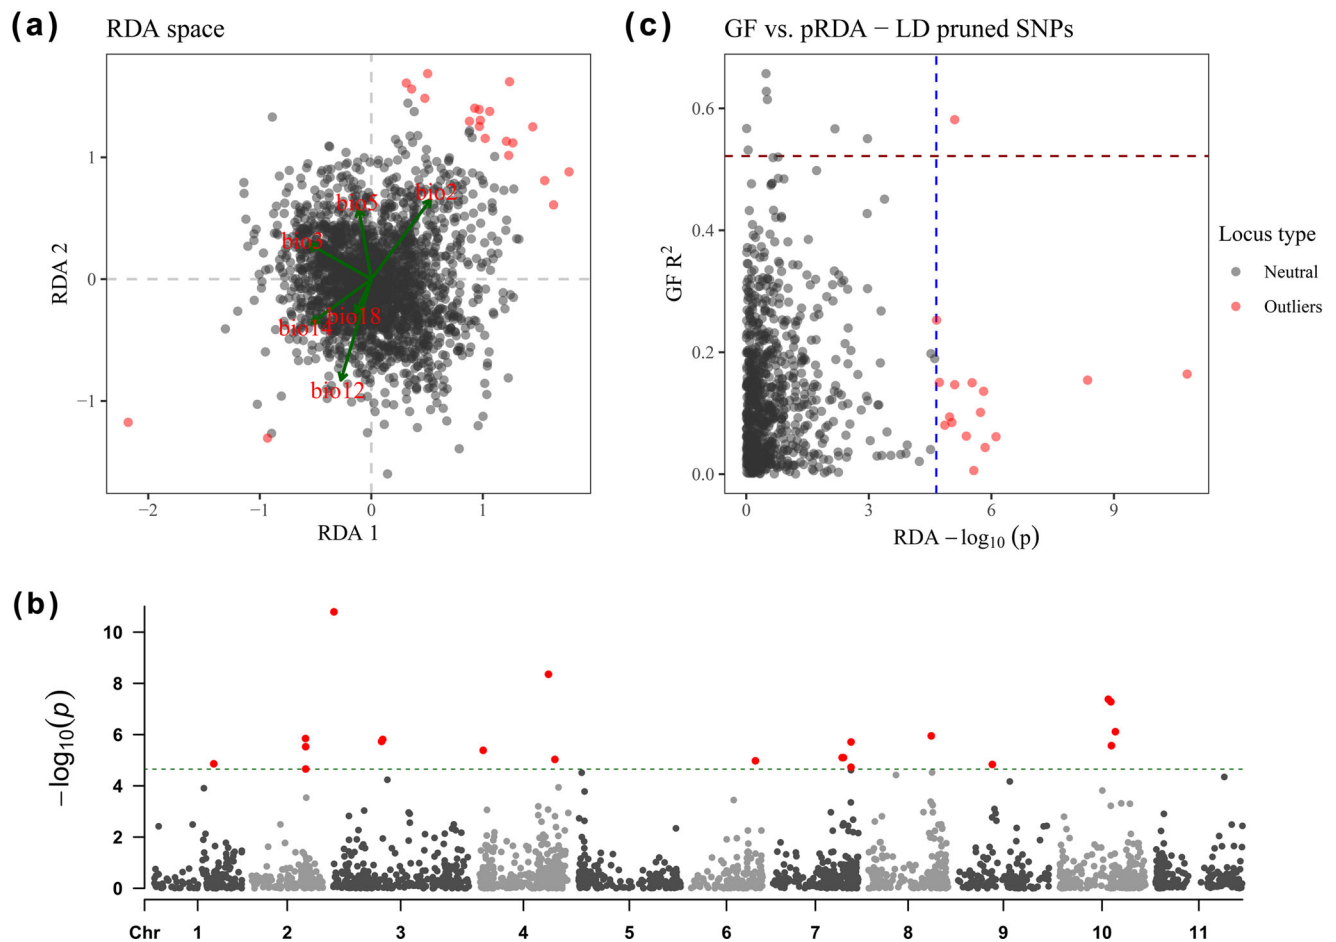 (a) RDA space
1
0
−1
RDA 2
bio2
bio5
bio3
bio14
bio18
bio12
−2 −1 0 1
RDA 1
(c) GF vs. pRDA − LD pruned SNPs
0.6
0.4
0.2
0.0
GF R²
0 3 6 9
RDA −log₁₀ (p)
Locus type
Neutral
Outliers
(b)
10
8
6
4
2
0
−log₁₀(p)
Chr 1 2 3 4 5 6 7 8 9 10 11